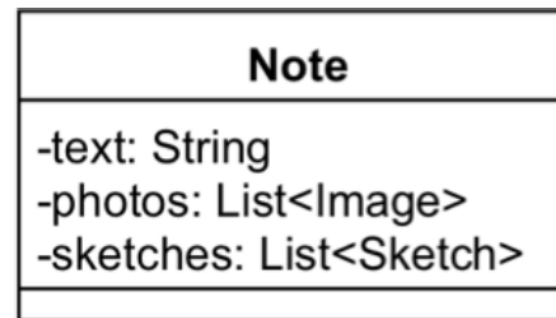 Note
-text: String
-photos: List<Image>
-sketches: List<Sketch>